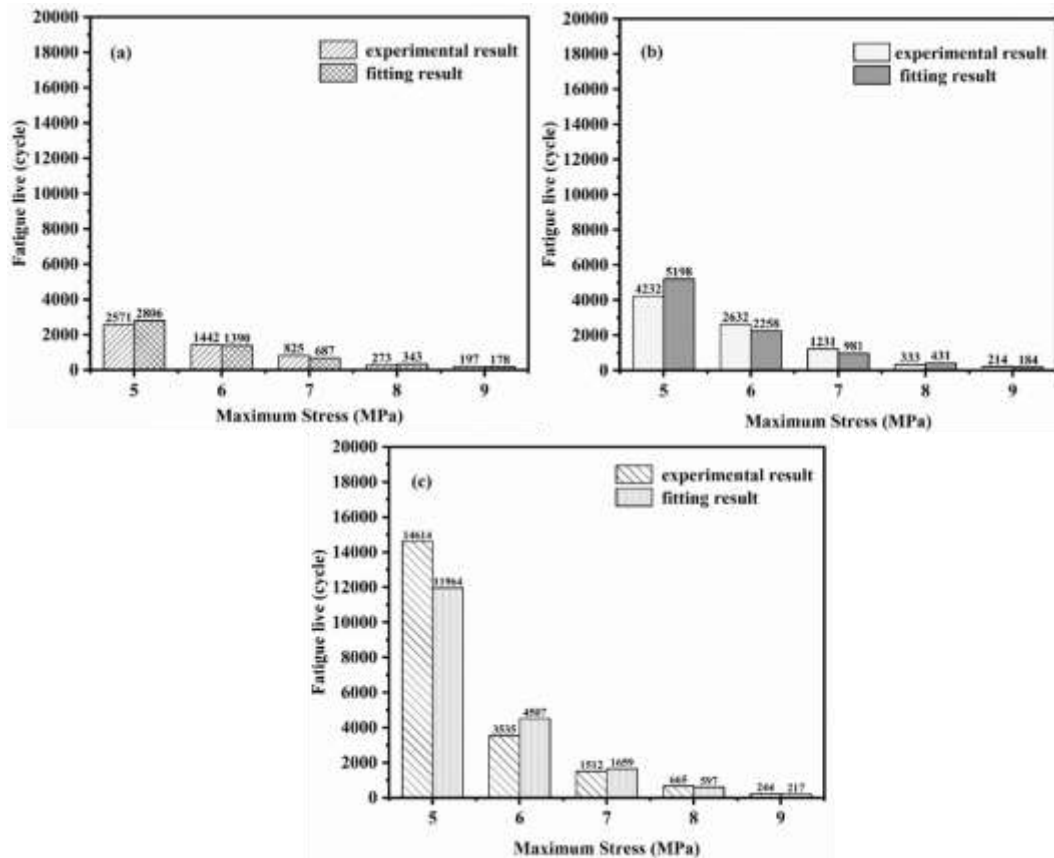 (a)
experimental result
fitting result
20000
18000
16000
14000
12000
10000
8000
6000
4000
2000
0
Fatigue live (cycle)
2571 2806
1442 1390
825 687
273 343
197 178
5 6 7 8 9
Maximum Stress (MPa)
(b)
experimental result
fitting result
20000
18000
16000
14000
12000
10000
8000
6000
4000
2000
0
Fatigue live (cycle)
4232 5198
2632 2258
1231 981
333 431
214 184
5 6 7 8 9
Maximum Stress (MPa)
(c)
experimental result
fitting result
20000
18000
16000
14000
12000
10000
8000
6000
4000
2000
0
Fatigue live (cycle)
14614 11964
3535 4507
1512 1659
665 597
217
5 6 7 8 9
Maximum Stress (MPa)